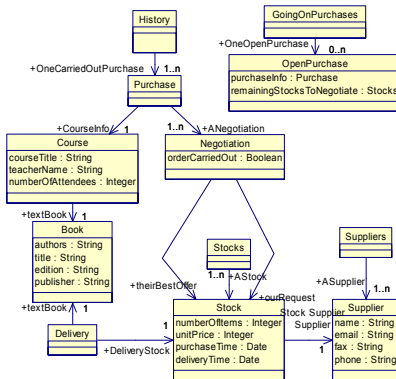 History
GoingOnPurchases
+OneOpenPurchase
0..n
+OneCarriedOutPurchase
1..n
OpenPurchase
purchaseInfo : Purchase
remainingStocksToNegotiate : Stocks
Purchase
+CourseInfo
1
1..n
+ANegotiation
Course
courseTitle : String
teacherName : String
numberOfAttendees : Integer
Negotiation
orderCarriedOut : Boolean
+textBook
1
Book
authors : String
title : String
edition : String
publisher : String
Stocks
Suppliers
1..n
+AStock
+ASupplier
1..n
+theirBestOffer
+ourRequest
+textBook
1
Delivery
1
+DeliveryStock
Stock
numberOfItems : Integer
unitPrice : Integer
purchaseTime : Date
deliveryTime : Date
Stock Supplier
Supplier
1
Supplier
name : String
email : String
fax : String
phone : String